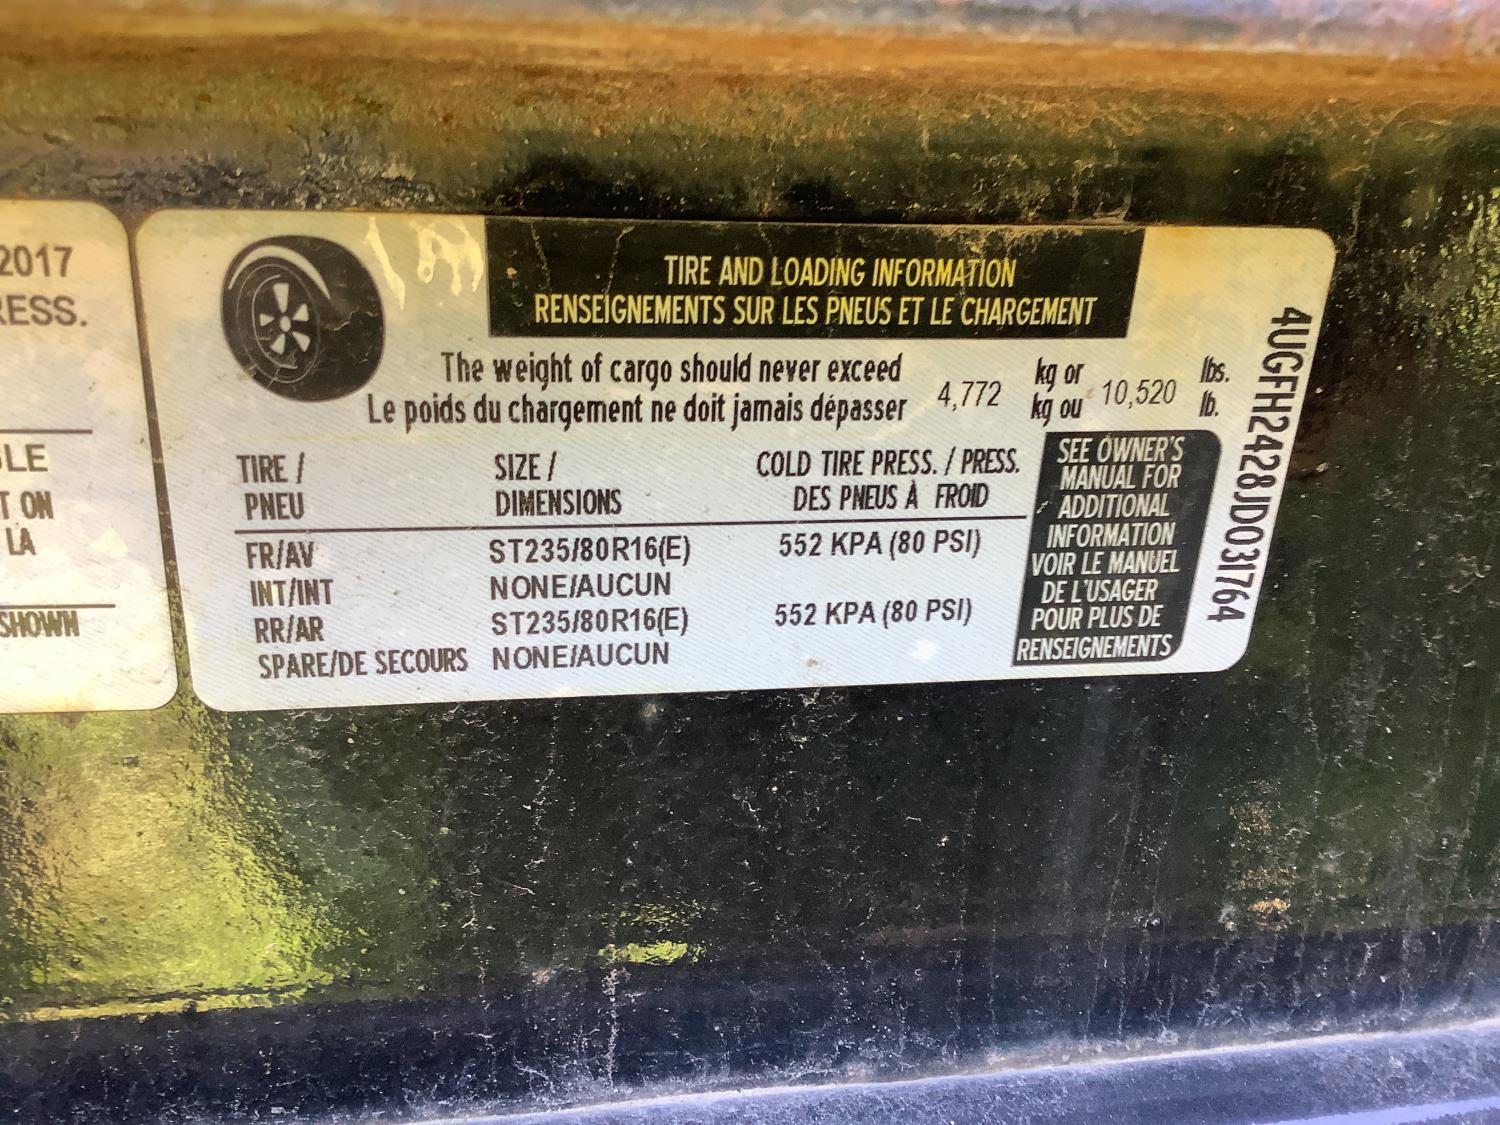 2017
RESS.
LE
T ON
LA
SHOWN
TIRE AND LOADING INFORMATION
RENSEIGNEMENTS SUR LES PNEUS ET LE CHARGEMENT
The weight of cargo should never exceed
Le poids du chargement ne doit jamais dépasser
4,772
kg or
kg ou
10,520
lbs.
lb.
TIRE / SIZE / COLD TIRE PRESS. / PRESS.
PNEU DIMENSIONS DES PNEUS À FROID
FR/AV ST235/80R16(E) 552 KPA (80 PSI)
INT/INT NONE/AUCUN
RR/AR ST235/80R16(E) 552 KPA (80 PSI)
SPARE/DE SECOURS NONE/AUCUN
SEE OWNER'S
MANUAL FOR
ADDITIONAL
INFORMATION
VOIR LE MANUEL
DE L'USAGER
POUR PLUS DE
RENSEIGNEMENTS
4UGFH2428JD031764